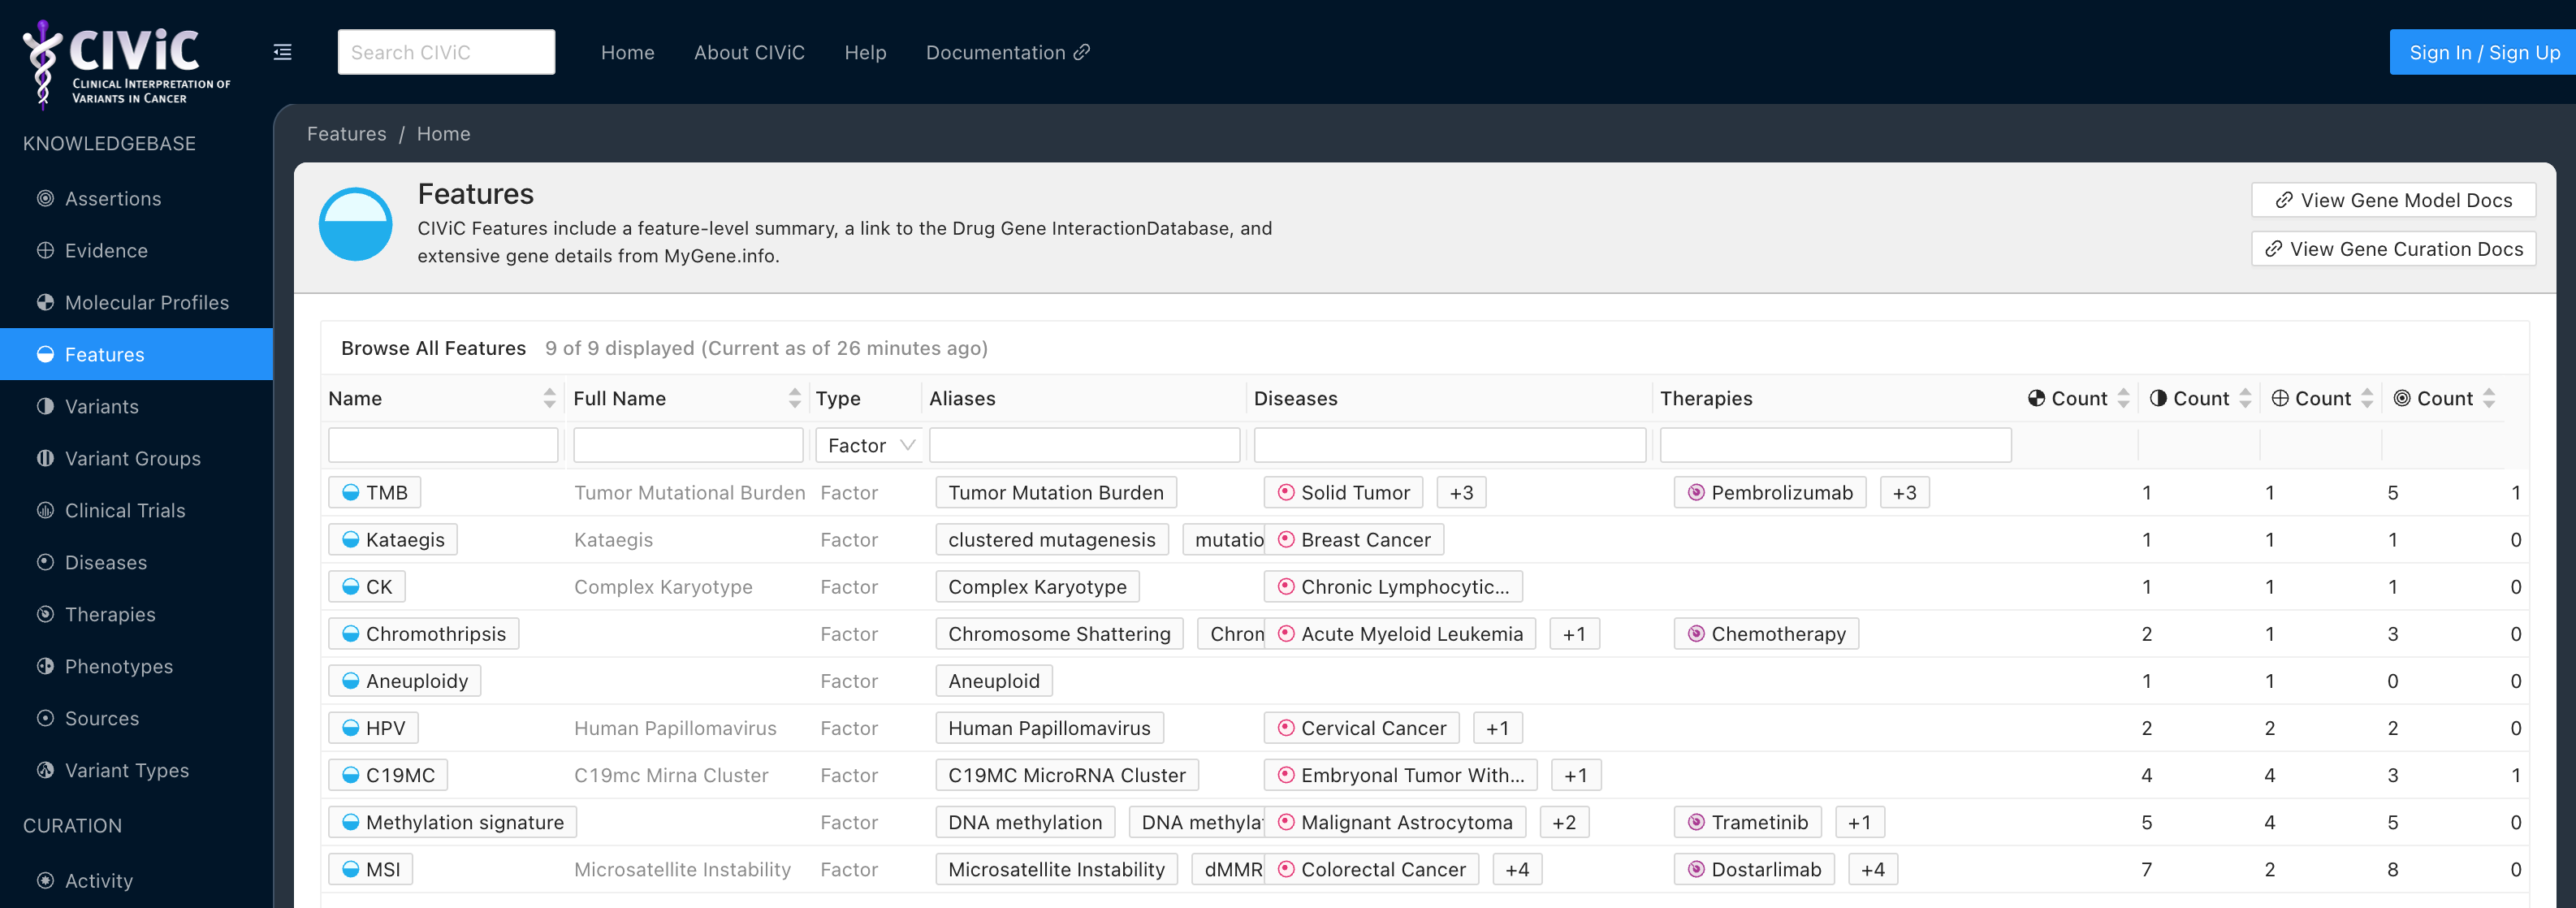 CIViC
CLINICAL INTERPRETATION OF
VARIANTS IN CANCER
Search CIViC
Home
About CIViC
Help
Documentation
Sign In / Sign Up
KNOWLEDGEBASE
Assertions
Evidence
Molecular Profiles
Features
Variants
Variant Groups
Clinical Trials
Diseases
Therapies
Phenotypes
Sources
Variant Types
CURATION
Activity
Features / Home
Features
CIViC Features include a feature-level summary, a link to the Drug Gene InteractionDatabase, and
extensive gene details from MyGene.info.
View Gene Model Docs
View Gene Curation Docs
Browse All Features 9 of 9 displayed (Current as of 26 minutes ago)
Name Full Name Type Aliases Diseases Therapies Count Count Count Count
Factor
TMB Tumor Mutational Burden Factor Tumor Mutation Burden Solid Tumor +3 Pembrolizumab +3 1 1 5 1
Kataegis Kataegis Factor clustered mutagenesis mutatio Breast Cancer 1 1 1 0
CK Complex Karyotype Factor Complex Karyotype Chronic Lymphocytic... 1 1 1 0
Chromothripsis Factor Chromosome Shattering Chrom Acute Myeloid Leukemia +1 Chemotherapy 2 1 3 0
Aneuploidy Factor Aneuploid 1 1 0 0
HPV Human Papillomavirus Factor Human Papillomavirus Cervical Cancer +1 2 2 2 0
C19MC C19mc Mirna Cluster Factor C19MC MicroRNA Cluster Embryonal Tumor With... +1 4 4 3 1
Methylation signature Factor DNA methylation DNA methyla Malignant Astrocytoma +2 Trametinib +1 5 4 5 0
MSI Microsatellite Instability Factor Microsatellite Instability dMMR Colorectal Cancer +4 Dostarlimab +4 7 2 8 0